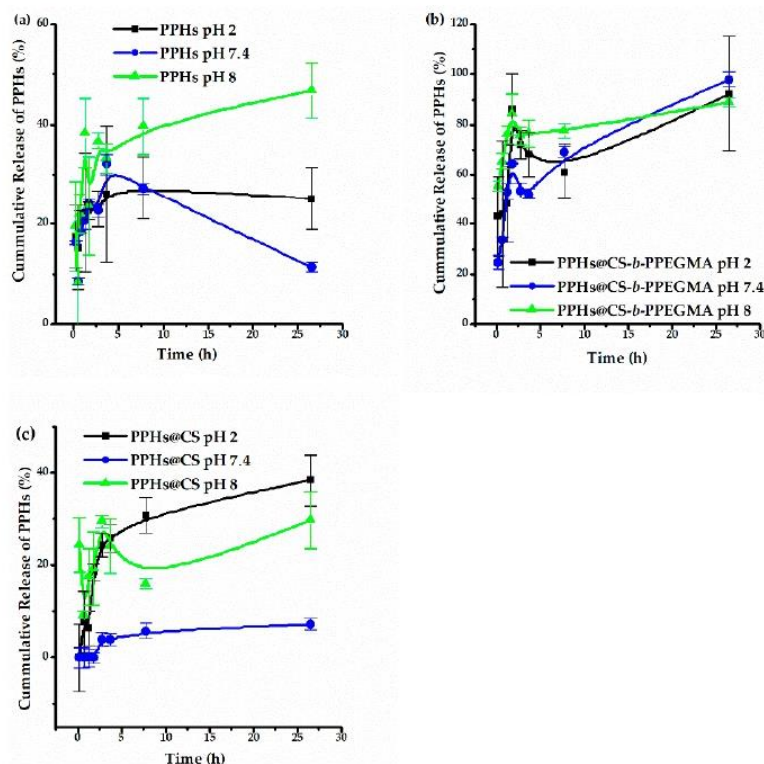 (a)
PPHs pH 2
PPHs pH 7.4
PPHs pH 8
Cummulative Release of PPHs (%)
60
40
20
0
0 5 10 15 20 25 30
Time (h)
(b)
120
100
80
60
40
20
0
Cummulative Release of PPHs (%)
PPHs@CS-b-PPEGMA pH 2
PPHs@CS-b-PPEGMA pH 7.4
PPHs@CS-b-PPEGMA pH 8
0 5 10 15 20 25 30
Time (h)
(c)
PPHs@CS pH 2
PPHs@CS pH 7.4
PPHs@CS pH 8
Cummulative Release of PPHs (%)
40
20
0
0 5 10 15 20 25 30
Time (h)